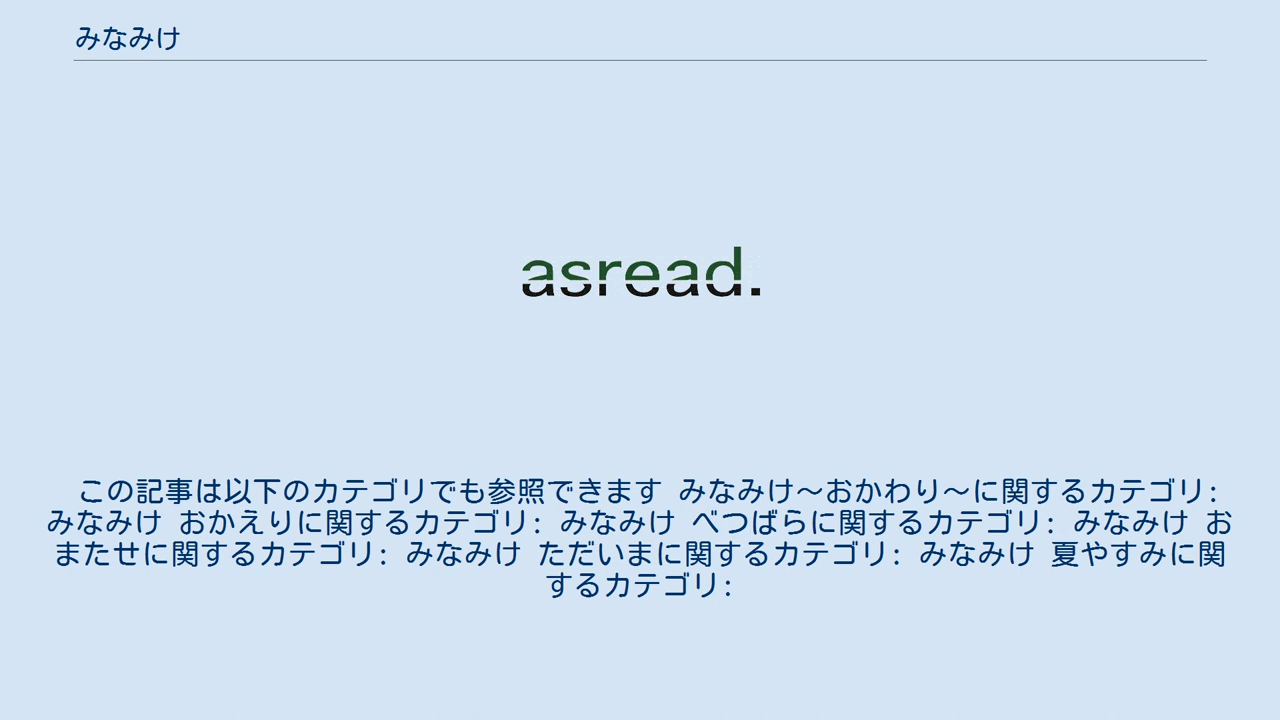 みなみけ
asread.
この記事は以下のカテゴリでも参照できます みなみけ〜おかわり〜に関するカテゴリ:
みなみけ おかえりに関するカテゴリ: みなみけ べつばらに関するカテゴリ: みなみけ お
またせに関するカテゴリ: みなみけ ただいまに関するカテゴリ: みなみけ 夏やすみに関
するカテゴリ: